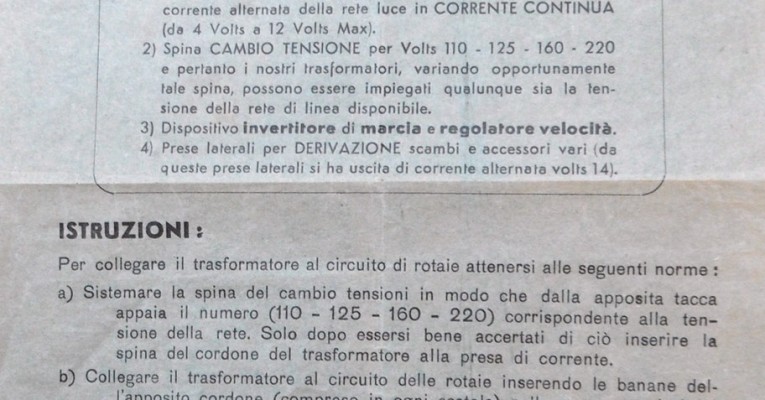 corrente alternata della rete luce in CORRENTE CONTINUA
(da 4 Volts a 12 Volts Max).
2) Spina CAMBIO TENSIONE per Volts 110 - 125 - 160 - 220
e pertanto i nostri trasformatori, variando opportunamente
tale spina, possono essere impiegati qualunque sia la ten-
sione della rete di linea disponibile.
3) Dispositivo invertitore di marcia e regolatore velocità.
4) Prese laterali per DERIVAZIONE scambi e accessori vari (da
queste prese laterali si ha uscita di corrente alternata volts 14).
ISTRUZIONI :
Per collegare il trasformatore al circuito di rotaie attenersi alle seguenti norme :
a) Sistemare la spina del cambio tensioni in modo che dalla apposita tacca
appaia il numero (110 - 125 - 160 - 220) corrispondente alla ten-
sione della rete. Solo dopo essersi bene accertati di ciò inserire la
spina del cordone del trasformatore alla presa di corrente.
b) Collegare il trasformatore al circuito delle rotaie inserendo le banane del-
l'apposito cordone (compreso in ogni